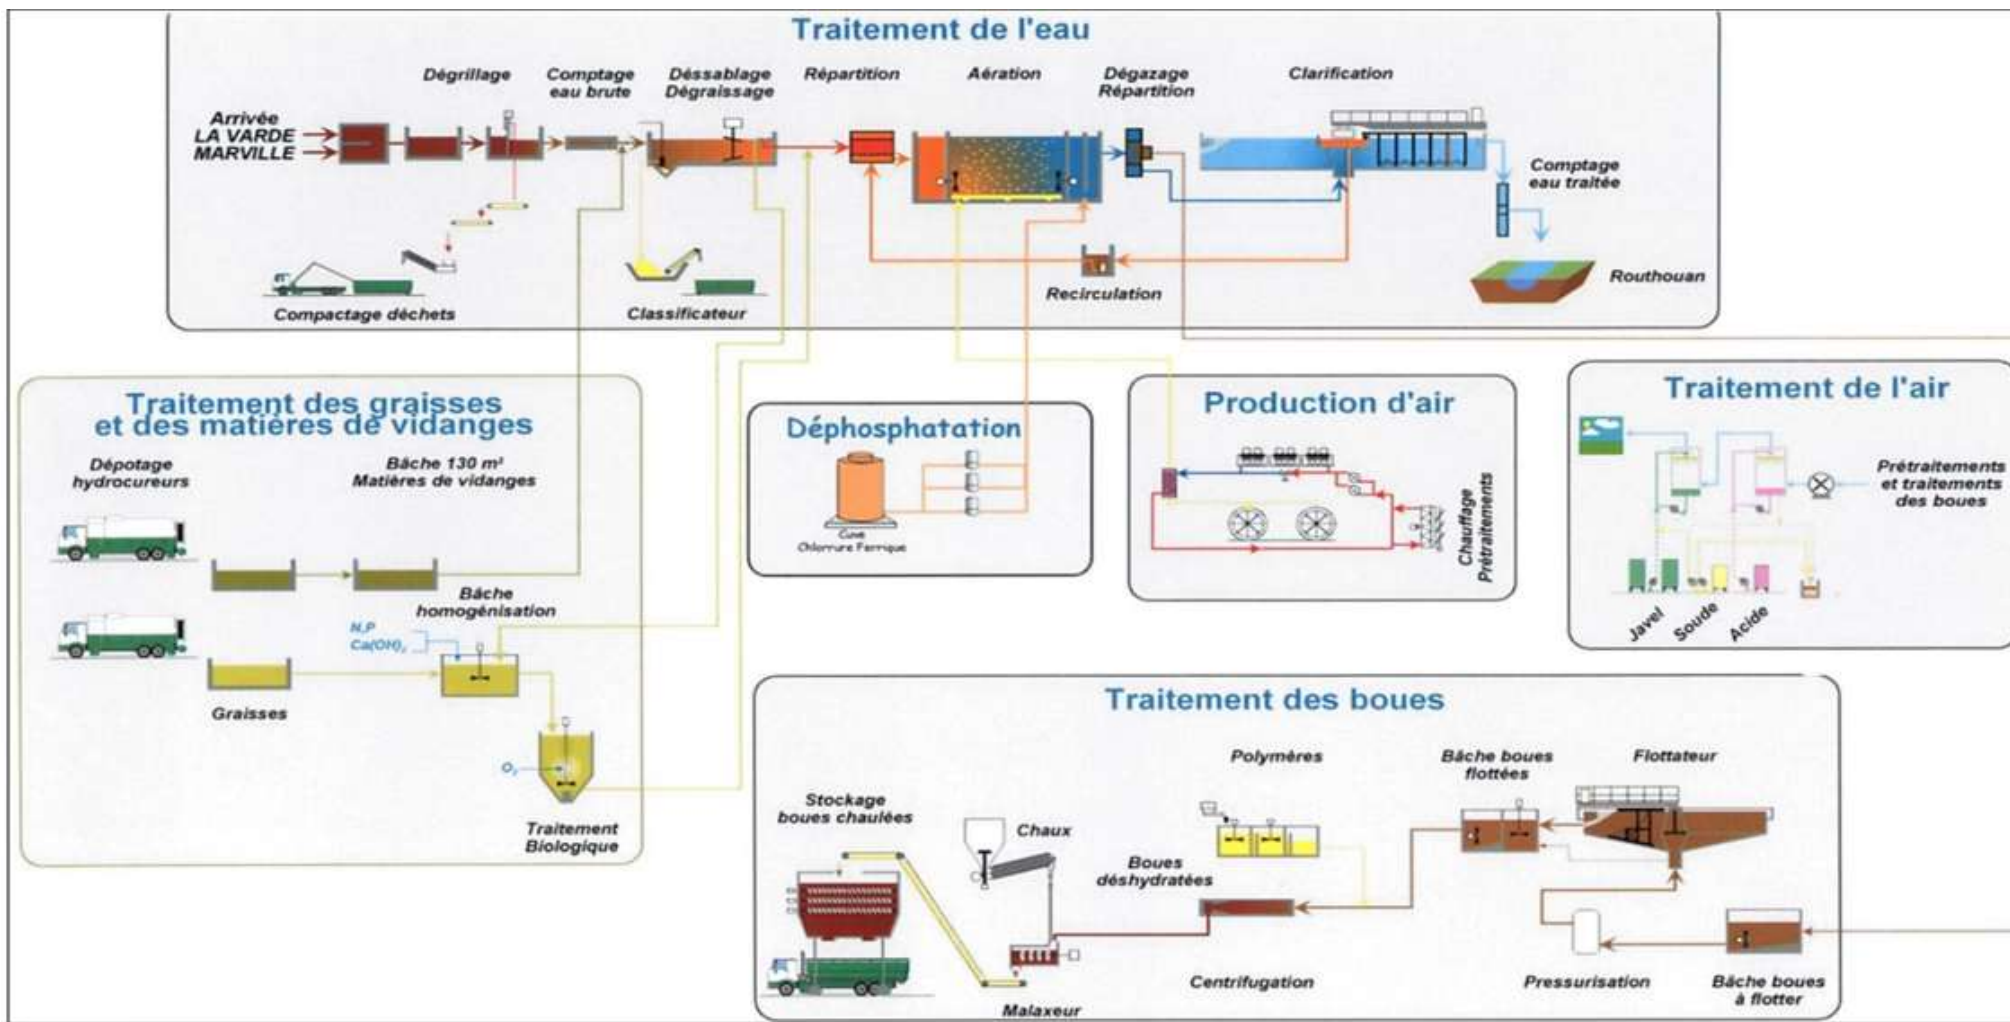 Traitement de l'eau
Dégrillage
Comptage
eau brute
Déssablage
Dégraissage
Répartition
Aération
Dégazage
Répartition
Clarification
Arrivée
LA VARDE
MARVILLE
Comptage
eau traitée
Routhouan
Recirculation
Compactage déchets
Classificateur
Traitement des graisses
et des matières de vidanges
Dépotage
hydrocureurs
Bâche 130 m³
Matières de vidanges
Bâche
homogénisation
N,P
Ca(OH)₂
Graisses
O₂
Traitement
Biologique
Déphosphatation
Cuve
Chlorrure Ferrique
Production d'air
Chauffage
Prétraitements
Traitement de l'air
Prétraitements
et traitements
des boues
Javel
Soude
Acide
Traitement des boues
Polymères
Bâche boues
flottées
Flottateur
Stockage
boues chaulées
Chaux
Boues
déshydratées
Centrifugation
Pressurisation
Bâche boues
à flotter
Malaxeur